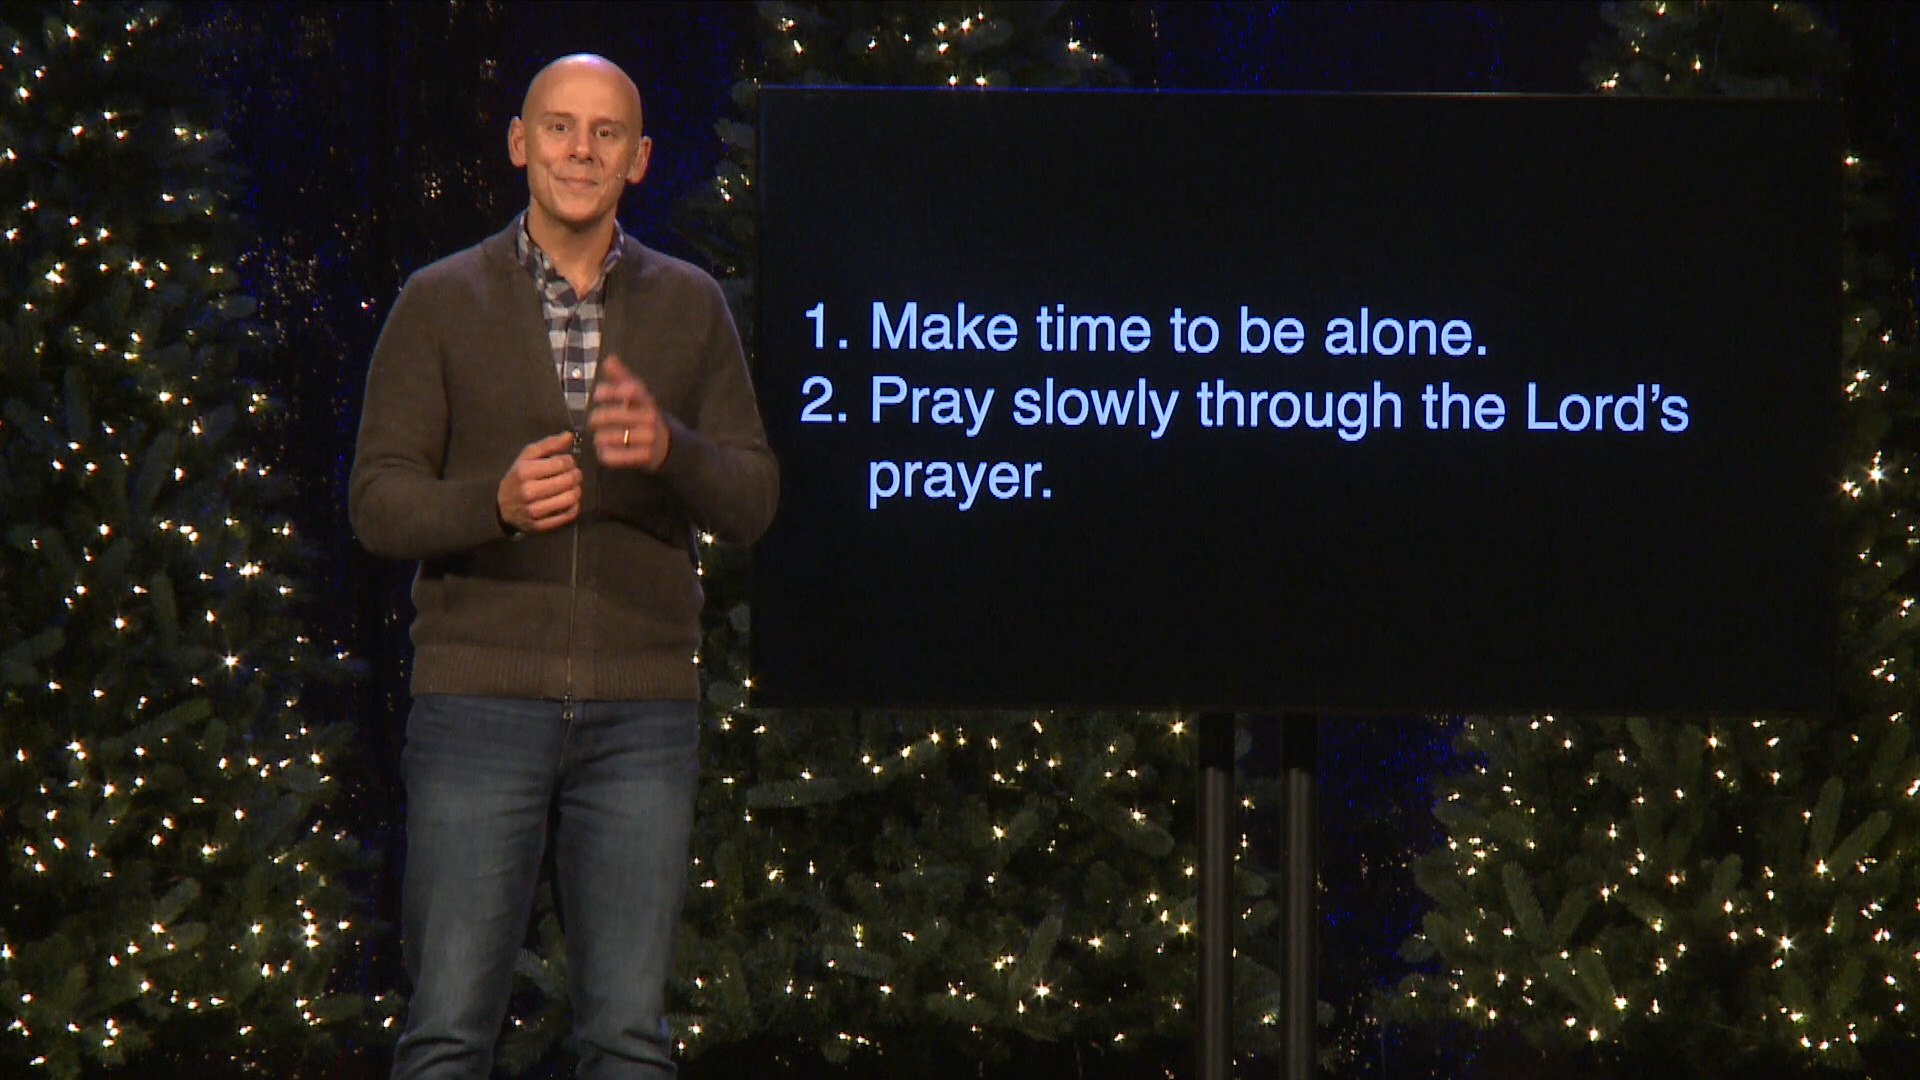 1. Make time to be alone.
2. Pray slowly through the Lord’s
prayer.